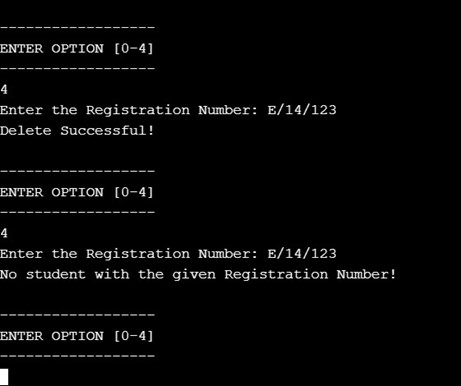 ------------------
ENTER OPTION [0-4]
------------------
4
Enter the Registration Number: E/14/123
Delete Successful!
------------------
ENTER OPTION [0-4]
------------------
4
Enter the Registration Number: E/14/123
No student with the given Registration Number!
------------------
ENTER OPTION [0-4]
------------------